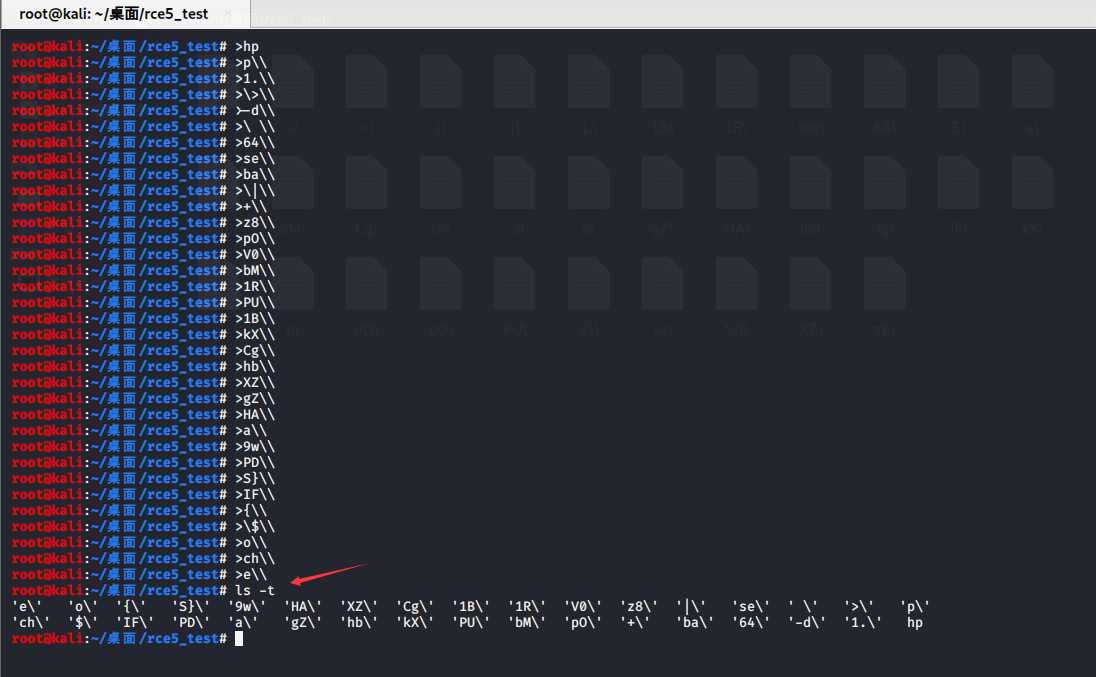 root@kali: ~/桌面/rce5_test
root@kali:~/桌面/rce5_test# >hp
root@kali:~/桌面/rce5_test# >p\\
root@kali:~/桌面/rce5_test# >1.\\
root@kali:~/桌面/rce5_test# >\>\\
root@kali:~/桌面/rce5_test# >-d\\
root@kali:~/桌面/rce5_test# >\ \\
root@kali:~/桌面/rce5_test# >64\\
root@kali:~/桌面/rce5_test# >se\\
root@kali:~/桌面/rce5_test# >ba\\
root@kali:~/桌面/rce5_test# >\|\\
root@kali:~/桌面/rce5_test# >+\\
root@kali:~/桌面/rce5_test# >z8\\
root@kali:~/桌面/rce5_test# >pO\\
root@kali:~/桌面/rce5_test# >V0\\
root@kali:~/桌面/rce5_test# >bM\\
root@kali:~/桌面/rce5_test# >1R\\
root@kali:~/桌面/rce5_test# >PU\\
root@kali:~/桌面/rce5_test# >1B\\
root@kali:~/桌面/rce5_test# >kX\\
root@kali:~/桌面/rce5_test# >Cg\\
root@kali:~/桌面/rce5_test# >hb\\
root@kali:~/桌面/rce5_test# >XZ\\
root@kali:~/桌面/rce5_test# >gZ\\
root@kali:~/桌面/rce5_test# >HA\\
root@kali:~/桌面/rce5_test# >a\\
root@kali:~/桌面/rce5_test# >9w\\
root@kali:~/桌面/rce5_test# >PD\\
root@kali:~/桌面/rce5_test# >S}\\
root@kali:~/桌面/rce5_test# >IF\\
root@kali:~/桌面/rce5_test# >{\\
root@kali:~/桌面/rce5_test# >\$\\
root@kali:~/桌面/rce5_test# >o\\
root@kali:~/桌面/rce5_test# >ch\\
root@kali:~/桌面/rce5_test# >e\\
root@kali:~/桌面/rce5_test# ls -t
'e\' 'o\' '{\' 'S}\' '9w\' 'HA\' 'XZ\' 'Cg\' '1B\' '1R\' 'V0\' 'z8\' '|\' 'se\' ' \' '>\' 'p\'
'ch\' '$\' 'IF\' 'PD\' 'a\' 'gZ\' 'hb\' 'kX\' 'PU\' 'bM\' 'pO\' '+\' 'ba\' '64\' '-d\' '1.\' hp
root@kali:~/桌面/rce5_test#